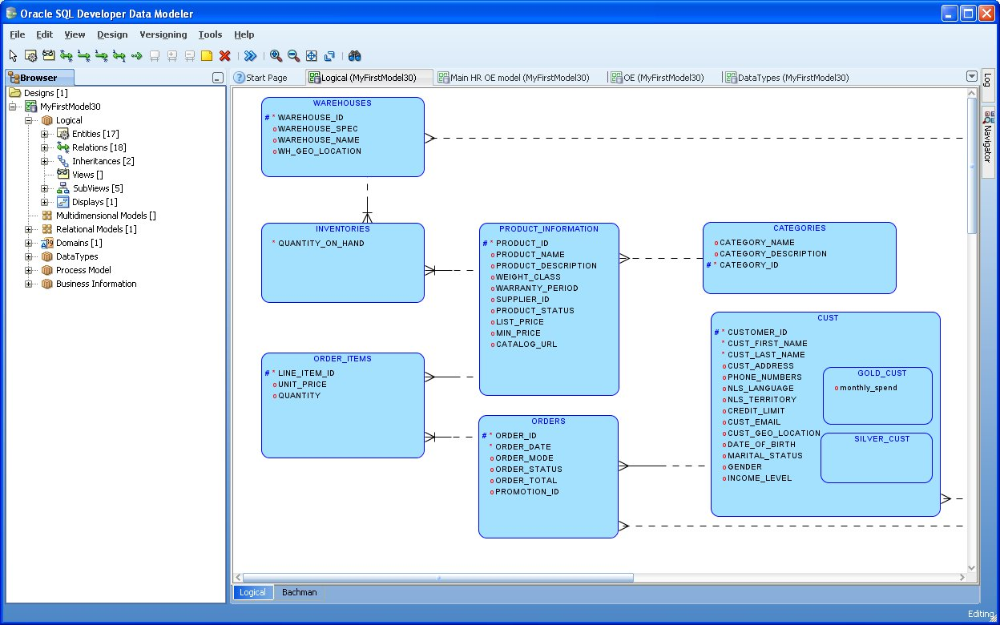 Oracle SQL Developer Data Modeler
File Edit View Design Versioning Tools Help
Browser
Designs [1]
MyFirstModel30
Logical
Entities [17]
Relations [18]
Inheritances [2]
Views []
SubViews [5]
Displays [1]
Multidimensional Models []
Relational Models [1]
Domains [1]
DataTypes
Process Model
Business Information
Start Page Logical (MyFirstModel30) Main HR OE model (MyFirstModel30) OE (MyFirstModel30) DataTypes (MyFirstModel30)
WAREHOUSES
# * WAREHOUSE_ID
o WAREHOUSE_SPEC
o WAREHOUSE_NAME
o WH_GEO_LOCATION
INVENTORIES
* QUANTITY_ON_HAND
PRODUCT_INFORMATION
# * PRODUCT_ID
o PRODUCT_NAME
o PRODUCT_DESCRIPTION
o WEIGHT_CLASS
o WARRANTY_PERIOD
o SUPPLIER_ID
o PRODUCT_STATUS
o LIST_PRICE
o MIN_PRICE
o CATALOG_URL
CATEGORIES
o CATEGORY_NAME
o CATEGORY_DESCRIPTION
# * CATEGORY_ID
ORDER_ITEMS
# * LINE_ITEM_ID
o UNIT_PRICE
o QUANTITY
ORDERS
# * ORDER_ID
* ORDER_DATE
o ORDER_MODE
o ORDER_STATUS
o ORDER_TOTAL
o PROMOTION_ID
CUST
# * CUSTOMER_ID
* CUST_FIRST_NAME
* CUST_LAST_NAME
o CUST_ADDRESS
o PHONE_NUMBERS
o NLS_LANGUAGE
o NLS_TERRITORY
o CREDIT_LIMIT
o CUST_EMAIL
o CUST_GEO_LOCATION
o DATE_OF_BIRTH
o MARITAL_STATUS
o GENDER
o INCOME_LEVEL
GOLD_CUST
o monthly_spend
SILVER_CUST
Log
Navigator
Logical Bachman
Editing